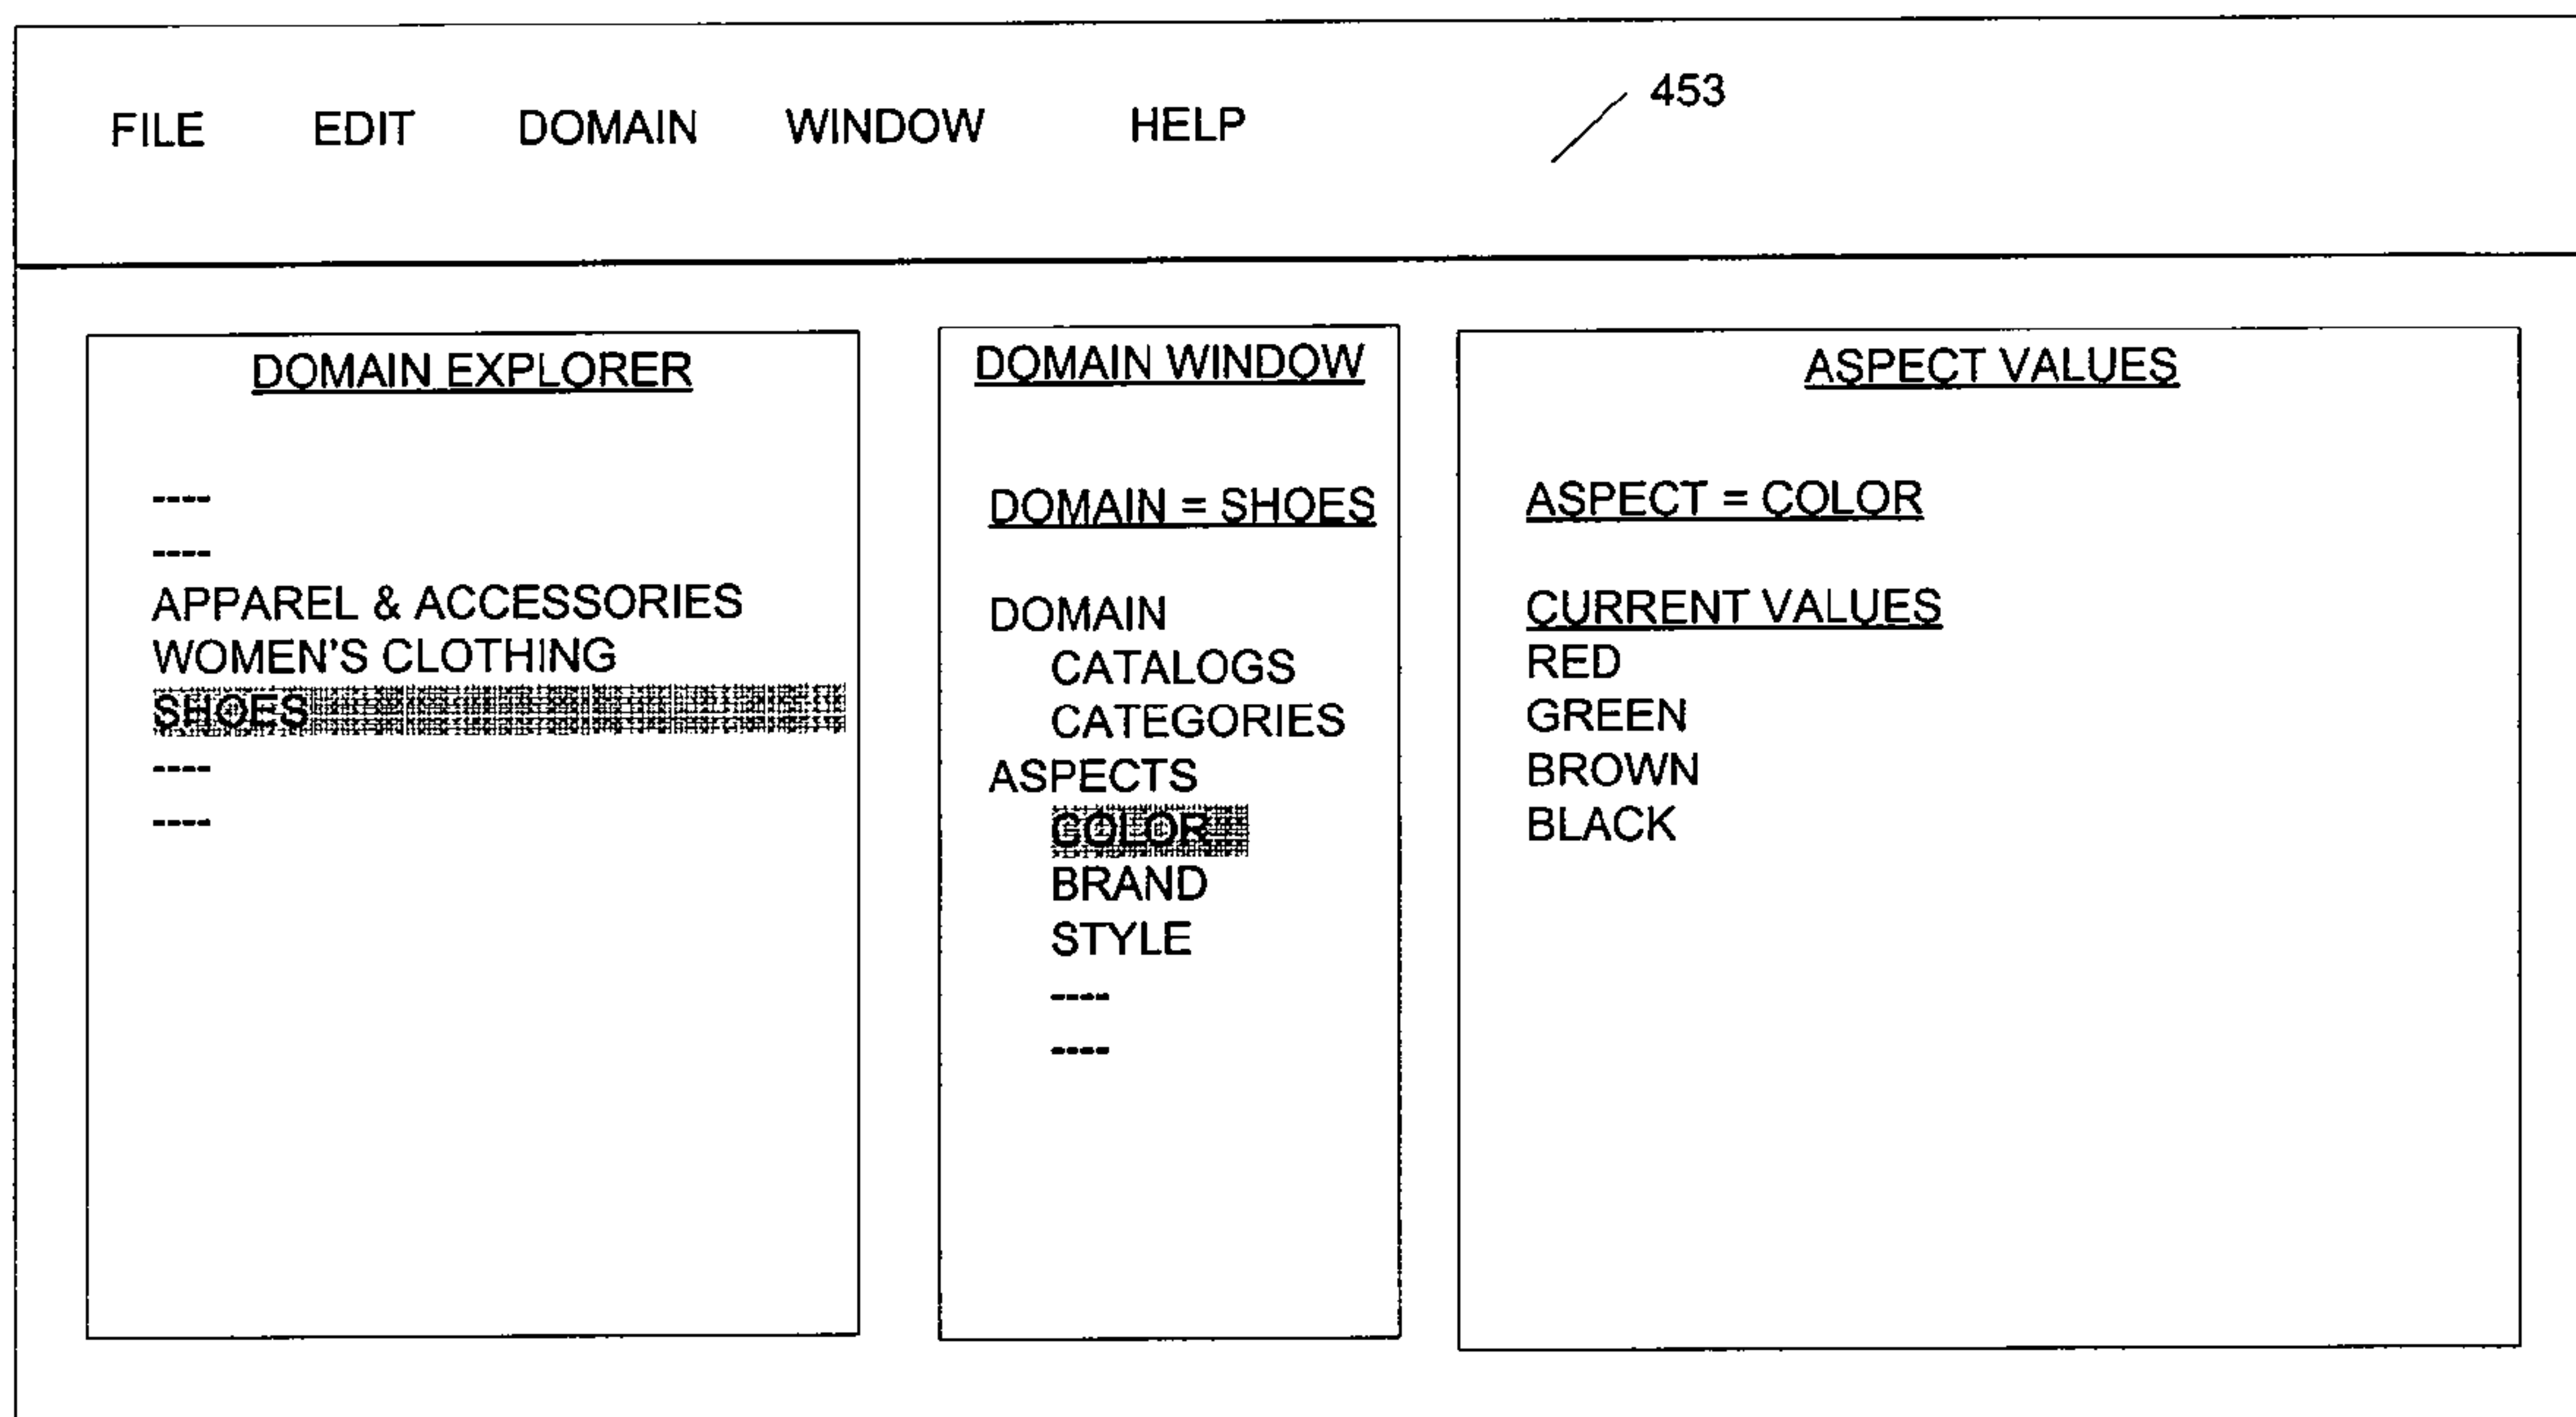 FILE EDIT DOMAIN WINDOW HELP
453
DOMAIN EXPLORER
----
----
APPAREL & ACCESSORIES
WOMEN'S CLOTHING
SHOES
----
----
DOMAIN WINDOW
DOMAIN = SHOES
DOMAIN
CATALOGS
CATEGORIES
ASPECTS
COLOR
BRAND
STYLE
----
----
ASPECT VALUES
ASPECT = COLOR
CURRENT VALUES
RED
GREEN
BROWN
BLACK